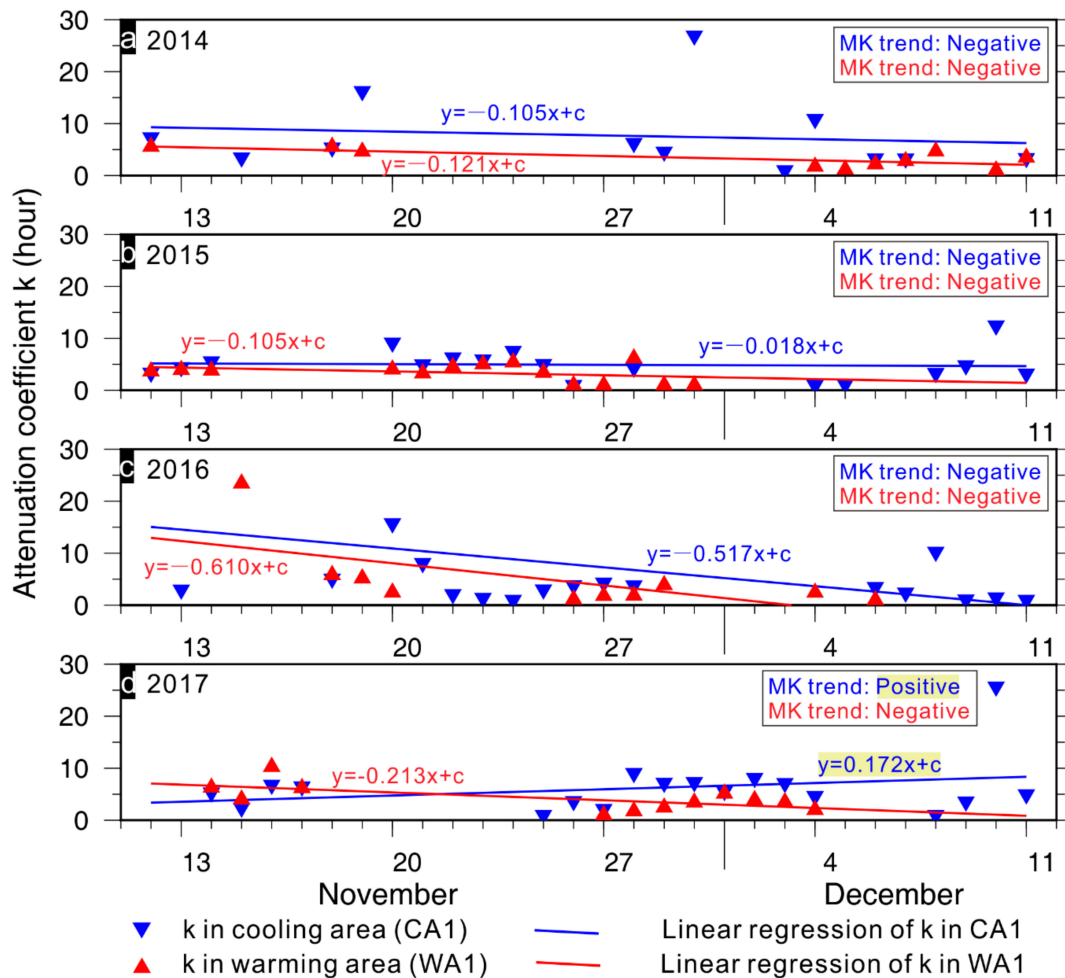 Attenuation coefficient k (hour)
30
20
10
0
a 2014
MK trend: Negative
MK trend: Negative
y=−0.105x+c
y=−0.121x+c
13 20 27 4 11
30
20
10
0
b 2015
MK trend: Negative
MK trend: Negative
y=−0.105x+c
y=−0.018x+c
13 20 27 4 11
30
20
10
0
c 2016
MK trend: Negative
MK trend: Negative
y=−0.610x+c
y=−0.517x+c
13 20 27 4 11
30
20
10
0
d 2017
MK trend: Positive
MK trend: Negative
y=-0.213x+c
y=0.172x+c
13 20 27 4 11
November December
k in cooling area (CA1) Linear regression of k in CA1
k in warming area (WA1) Linear regression of k in WA1